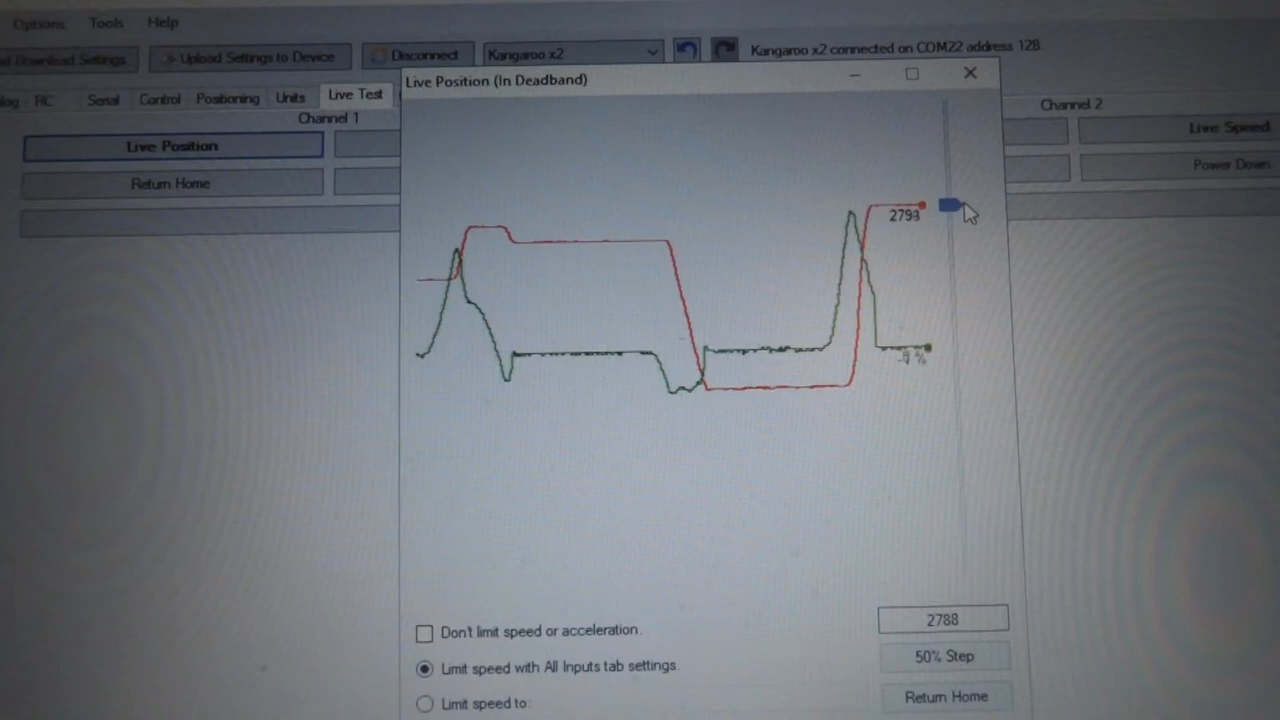 Options Tools Help
Download Settings Upload Settings to Device Disconnect Kangaroo x2 Kangaroo x2 connected on COM22 address 128
RC Serial Control Positioning Units Live Test
Live Position (In Deadband)
Channel 1
Channel 2
Live Position
Live Speed
Return Home
Power Down
2793
2788
Don't limit speed or acceleration.
50% Step
Limit speed with All Inputs tab settings.
Return Home
Limit speed to: